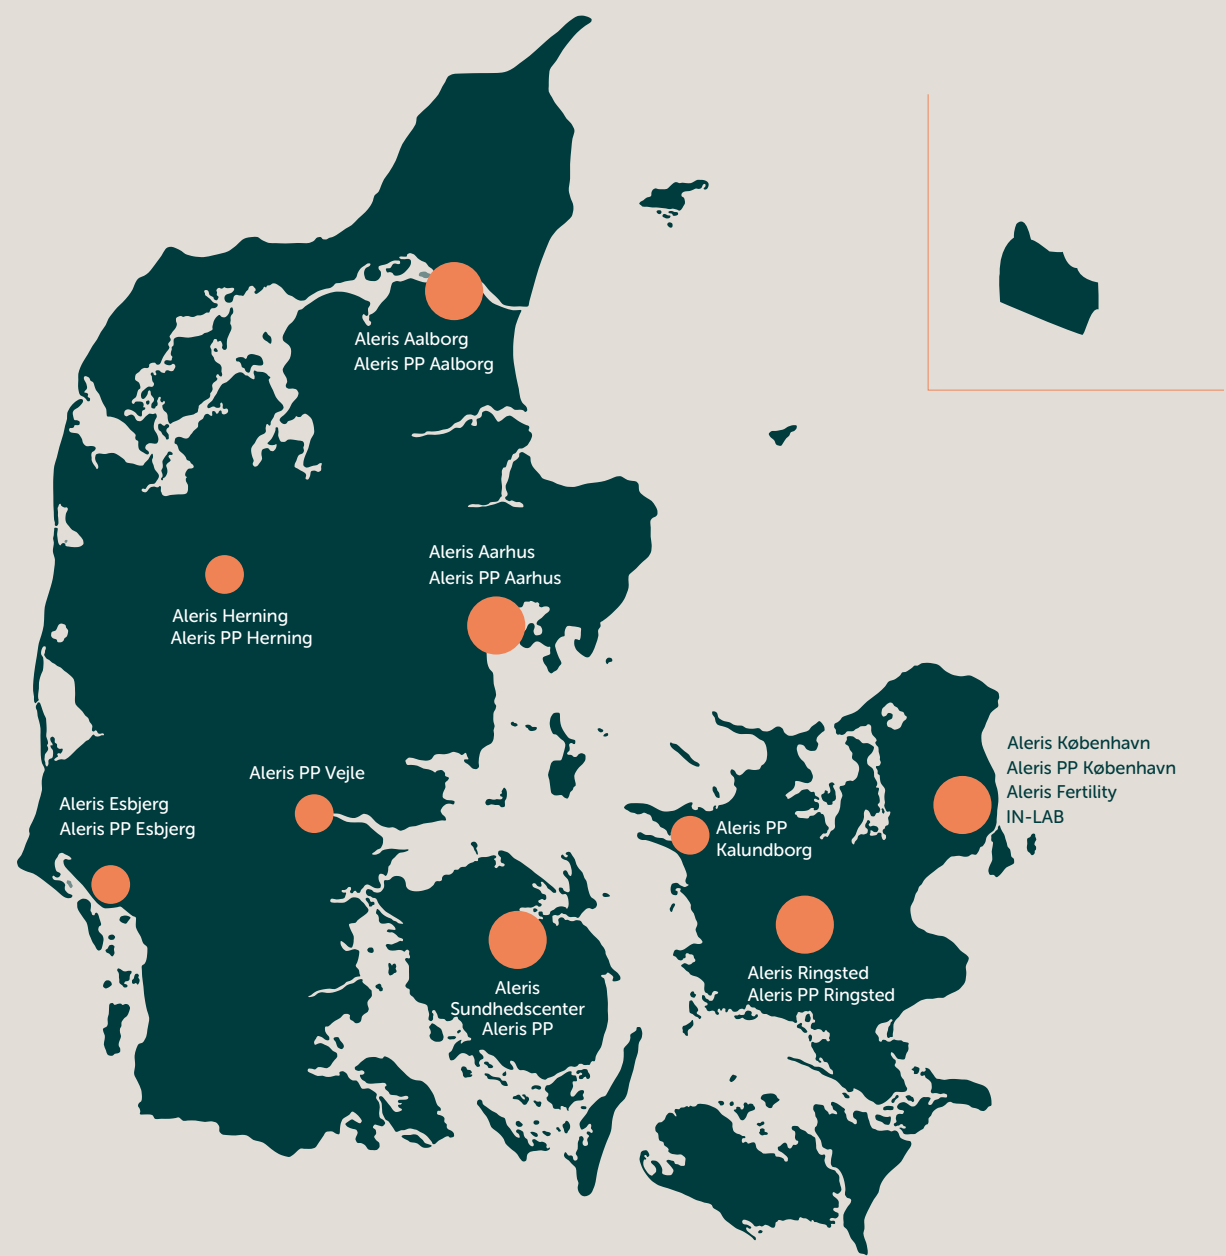 Aleris Aalborg
Aleris PP Aalborg
Aleris Aarhus
Aleris PP Aarhus
Aleris Herning
Aleris PP Herning
Aleris PP Vejle
Aleris Esbjerg
Aleris PP Esbjerg
Aleris København
Aleris PP København
Aleris Fertility
IN-LAB
Aleris PP
Kalundborg
Aleris Ringsted
Aleris PP Ringsted
Aleris
Sundhedscenter
Aleris PP